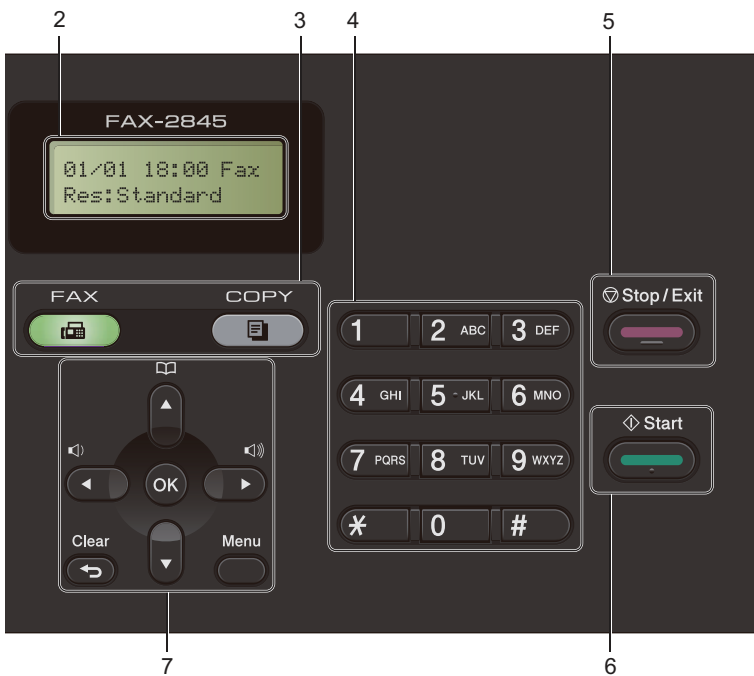 2 3 4 5
FAX-2845
01/01 18:00 Fax
Res:Standard
FAX COPY
Stop/Exit
1 2 ABC 3 DEF
4 GHI 5 JKL 6 MNO
Start
7 PQRS 8 TUV 9 WXYZ
OK
* 0 #
Clear Menu
7 6